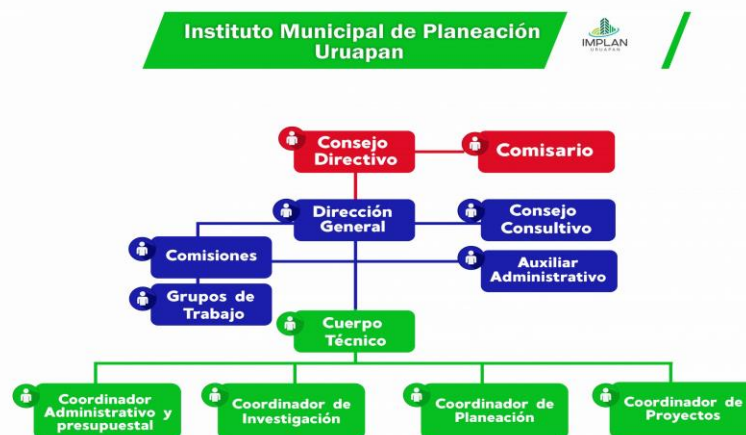 Instituto Municipal de Planeación
Uruapan
IMPLAN
URUAPAN
Consejo
Directivo
Comisario
Dirección
General
Consejo
Consultivo
Comisiones
Auxiliar
Administrativo
Grupos de
Trabajo
Cuerpo
Técnico
Coordinador
Administrativo y
presupuestal
Coordinador de
Investigación
Coordinador de
Planeación
Coordinador de
Proyectos